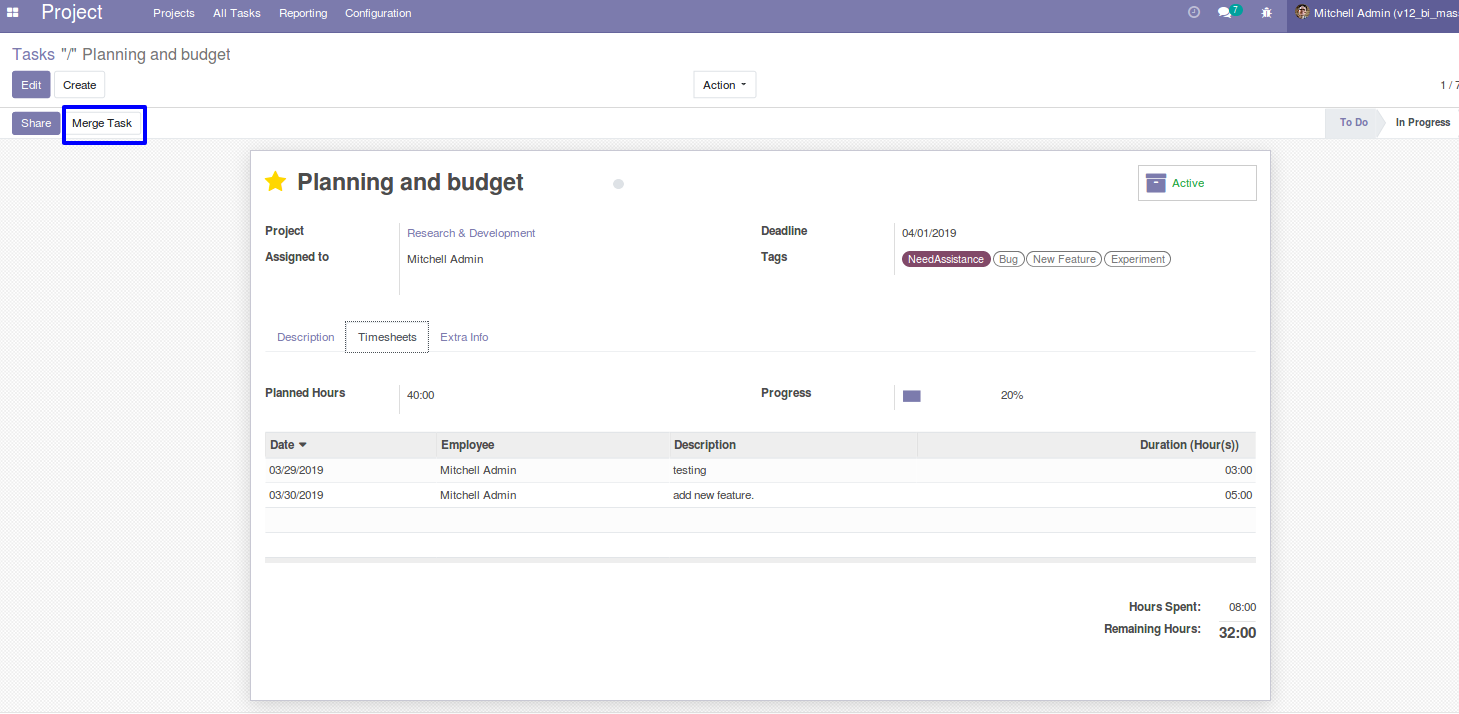 Project Projects All Tasks Reporting Configuration 7 Mitchell Admin (v12_bi_mas
Tasks "/" Planning and budget
Edit Create Action 1 / 7
Share Merge Task To Do In Progress
Planning and budget Active
Project Research & Development Deadline 04/01/2019
Assigned to Mitchell Admin Tags NeedAssistance Bug New Feature Experiment
Description Timesheets Extra Info
Planned Hours 40:00 Progress 20%
Date Employee Description Duration (Hour(s))
03/29/2019 Mitchell Admin testing 03:00
03/30/2019 Mitchell Admin add new feature. 05:00
Hours Spent: 08:00
Remaining Hours: 32:00